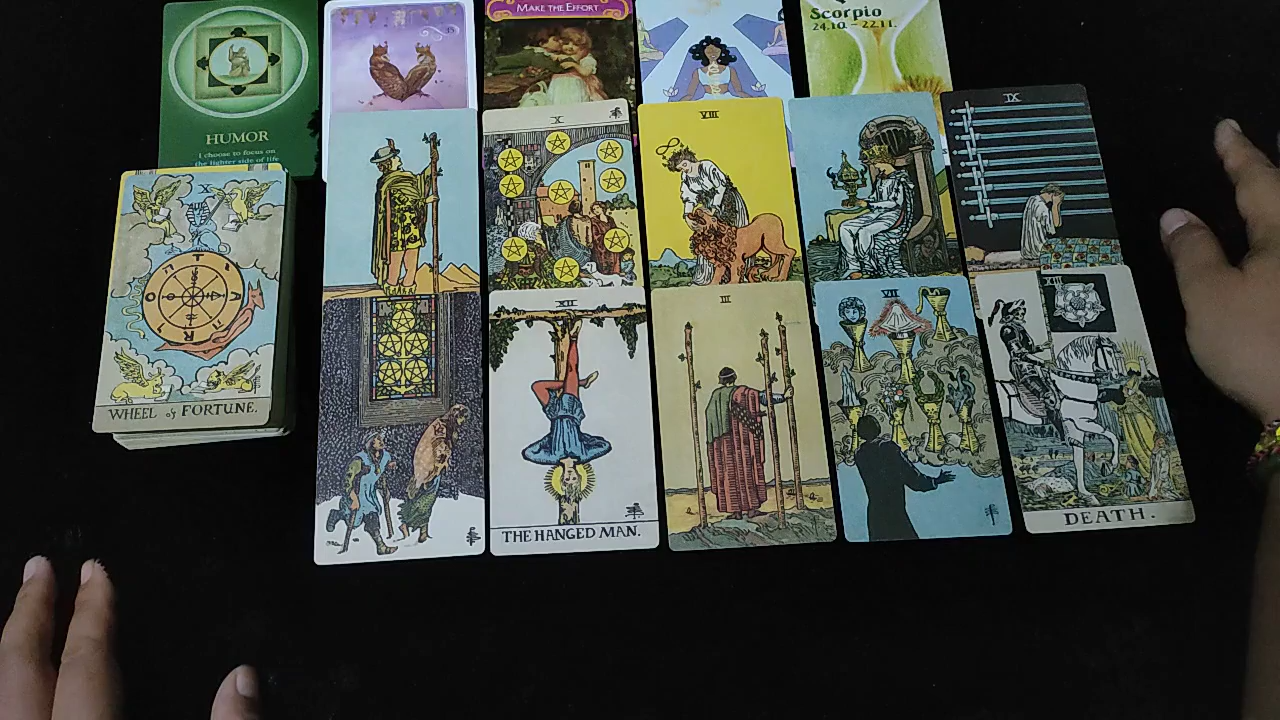 MAKE THE EFFORT
Scorpio
24.10. – 22.11.
15
HUMOR
I choose to focus on
the lighter side of life
X
VIII
IX
X
WHEEL of FORTUNE.
XII
III
VII
XIII
THE HANGED MAN.
DEATH.